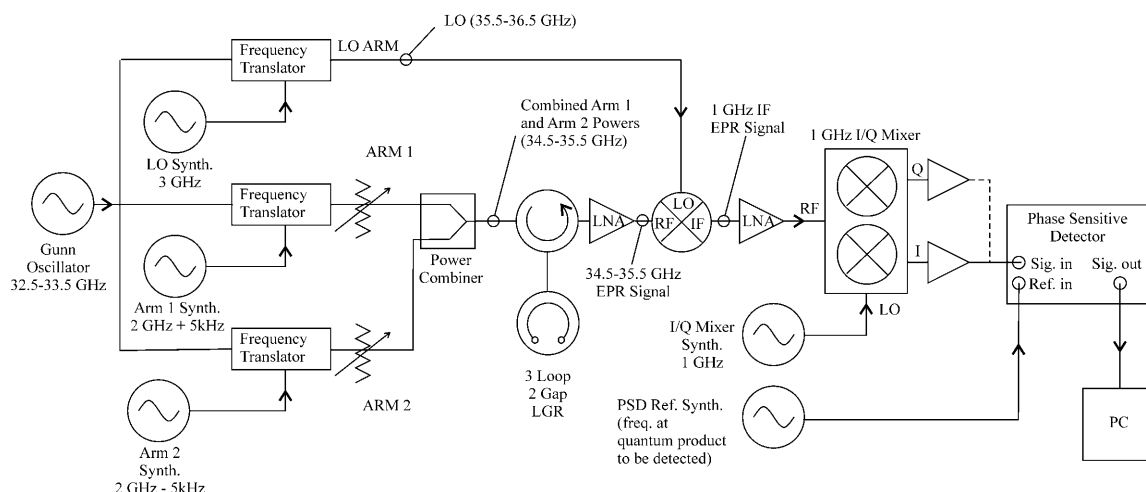 LO (35.5-36.5 GHz)
Frequency
Translator
LO ARM
LO Synth.
3 GHz
Combined Arm 1
and Arm 2 Powers
(34.5-35.5 GHz)
1 GHz IF
EPR Signal
1 GHz I/Q Mixer
ARM 1
Gunn
Oscillator
32.5-33.5 GHz
Frequency
Translator
Arm 1 Synth.
2 GHz + 5kHz
Power
Combiner
LNA
LO
RF
IF
LNA
RF
Q
I
LO
34.5-35.5 GHz
EPR Signal
Phase Sensitive
Detector
Sig. in
Sig. out
Ref. in
Frequency
Translator
ARM 2
Arm 2
Synth.
2 GHz - 5kHz
3 Loop
2 Gap
LGR
I/Q Mixer
Synth.
1 GHz
PSD Ref. Synth.
(freq. at
quantum product
to be detected)
PC